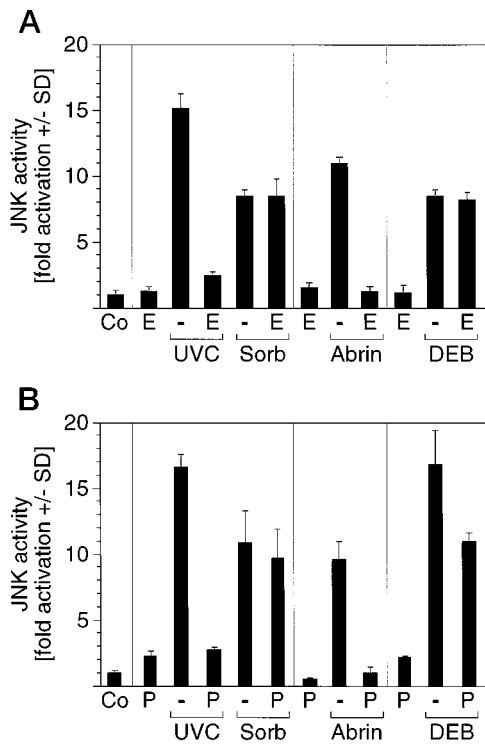 A
JNK activity
[fold activation +/- SD]
20
15
10
5
Co E - E - E E - E E - E
UVC Sorb Abrin DEB
B
JNK activity
[fold activation +/- SD]
20
15
10
5
Co P - P - P P - P P - P
UVC Sorb Abrin DEB